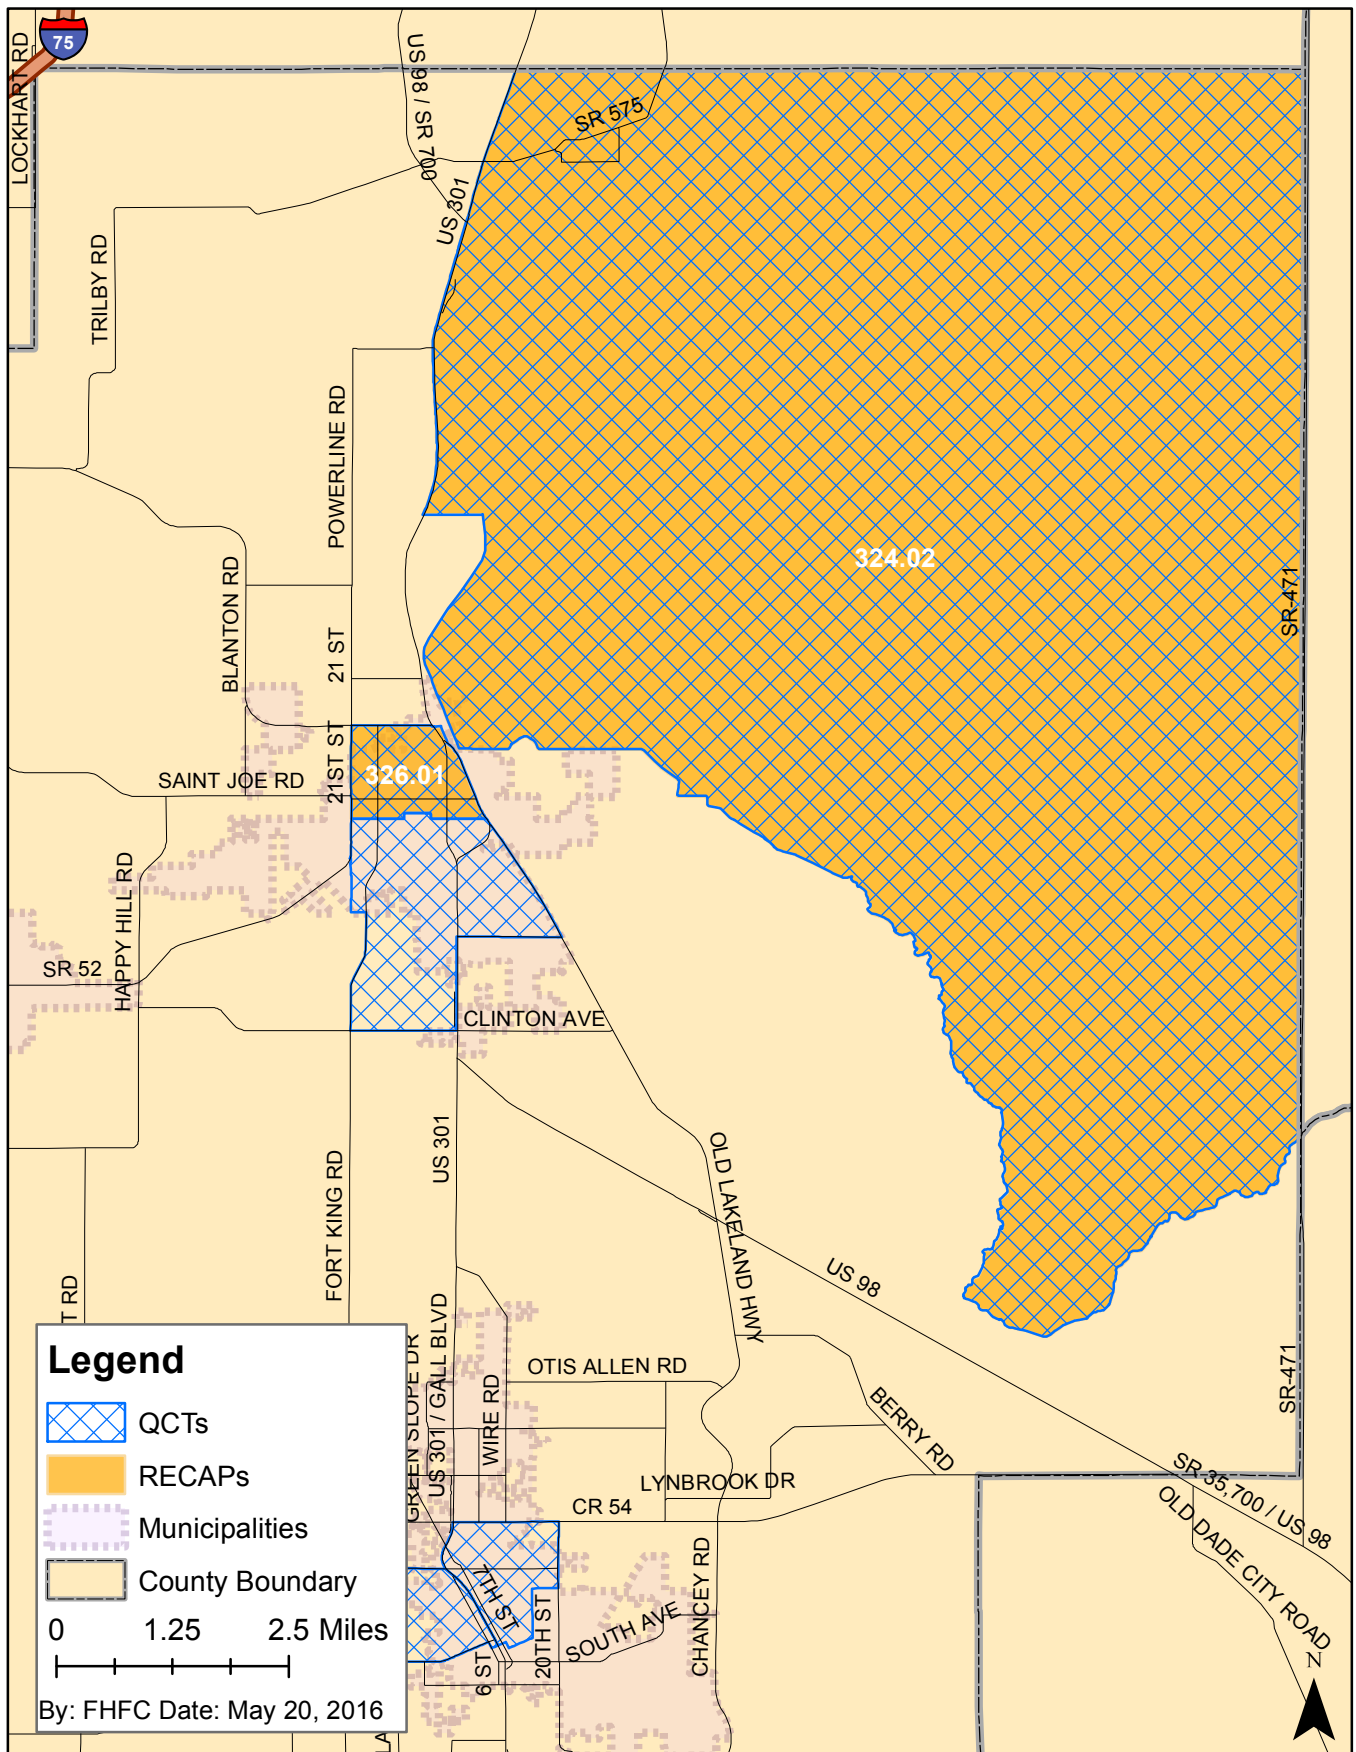 75
LOCKHART RD
US 98 / SR 700
SR 575
US 301
TRILBY RD
POWERLINE RD
324.02
BLANTON RD
SR-471
21 ST
21ST ST
326.01
SAINT JOE RD
HAPPY HILL RD
SR 52
CLINTON AVE
US 301
FORT KING RD
OLD LAKELAND HWY
US 98
T RD
GREEN SLOPE DR
US 301 / GALL BLVD
WIRE RD
OTIS ALLEN RD
SR-471
BERRY RD
LYNBROOK DR
CR 54
SR 35,700 / US 98
OLD DADE CITY ROAD
CHANCEY RD
7TH ST
20TH ST
SOUTH AVE
6 ST
LA
N
Legend
QCTs
RECAPs
Municipalities
County Boundary
0 1.25 2.5 Miles
By: FHFC Date: May 20, 2016